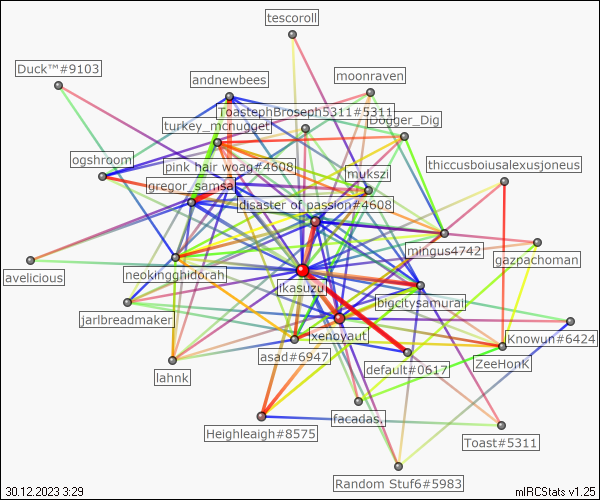 tescoroll
Duck™#9103
andnewbees
moonraven
ToastephBroseph5311#5311
turkey_mcnugget
Dogger_Dig
ogshroom
pink hair woag#4608
mukszi
thiccusboiusalexusjoneus
gregor_samsa
disaster of passion#4608
mingus4742
gazpachoman
avelicious
neokingghidorah
jkasuzu
bigcitysamurai
jarlbreadmaker
xenoyaut
Knowun#6424
asad#6947
default#0617
ZeeHonk
lahnk
facadas.
Heighleaigh#8575
Toast#5311
Random Stuf6#5983
30.12.2023 3:29
mIRCStats v1.25